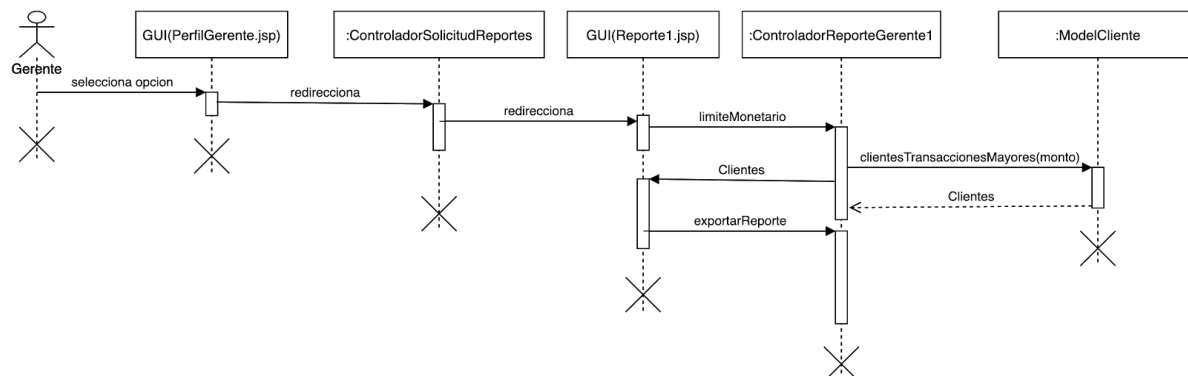 GUI(PerfilGerente.jsp)
:ControladorSolicitudReportes
GUI(Reporte1.jsp)
:ControladorReporteGerente1
:ModelCliente
Gerente
selecciona opcion
redirecciona
redirecciona
limiteMonetario
clientesTransaccionesMayores(monto)
Clientes
Clientes
exportarReporte